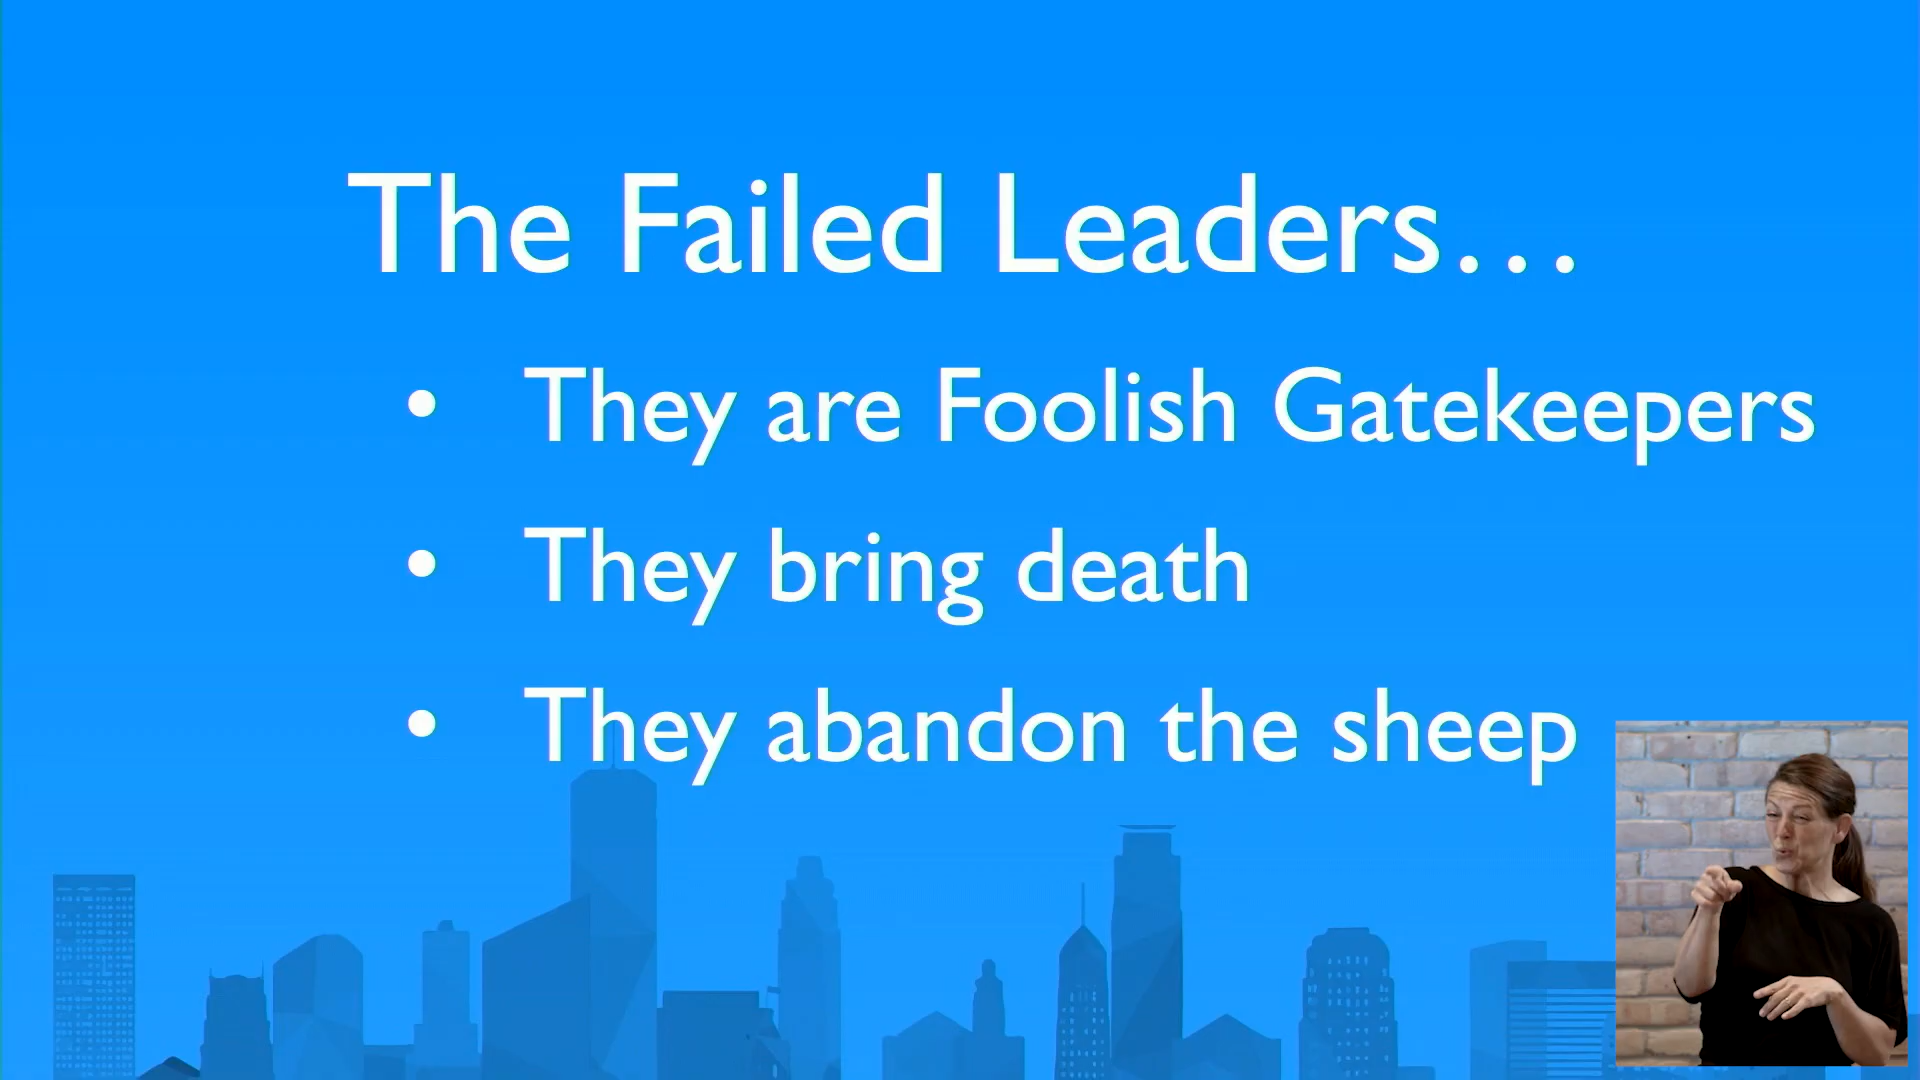 The Failed Leaders…
• They are Foolish Gatekeepers
• They bring death
• They abandon the sheep